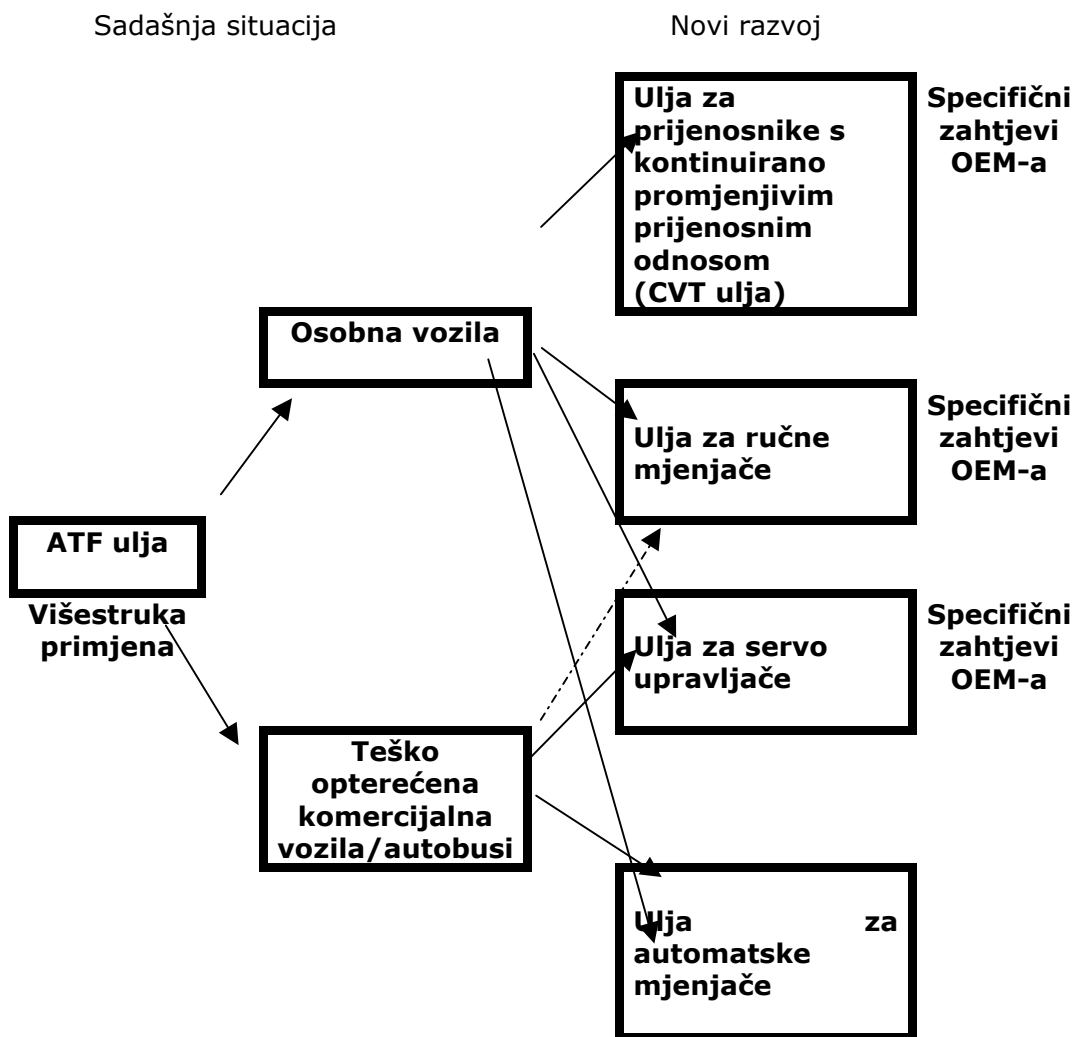 Sadašnja situacija
Novi razvoj
Ulja za
prijenosnike s
kontinuirano
promjenjivim
prijenosnim
odnosom
(CVT ulja)
Specifični
zahtjevi
OEM-a
Osobna vozila
Ulja za ručne
mjenjače
Specifični
zahtjevi
OEM-a
ATF ulja
Višestruka
primjena
Ulja za servo
upravljače
Specifični
zahtjevi
OEM-a
Teško
opterećena
komercijalna
vozila/autobusi
Ulja za
automatske
mjenjače